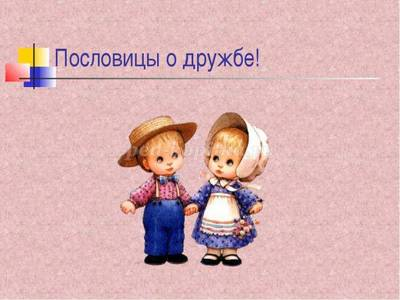 Пословицы о дружбе!